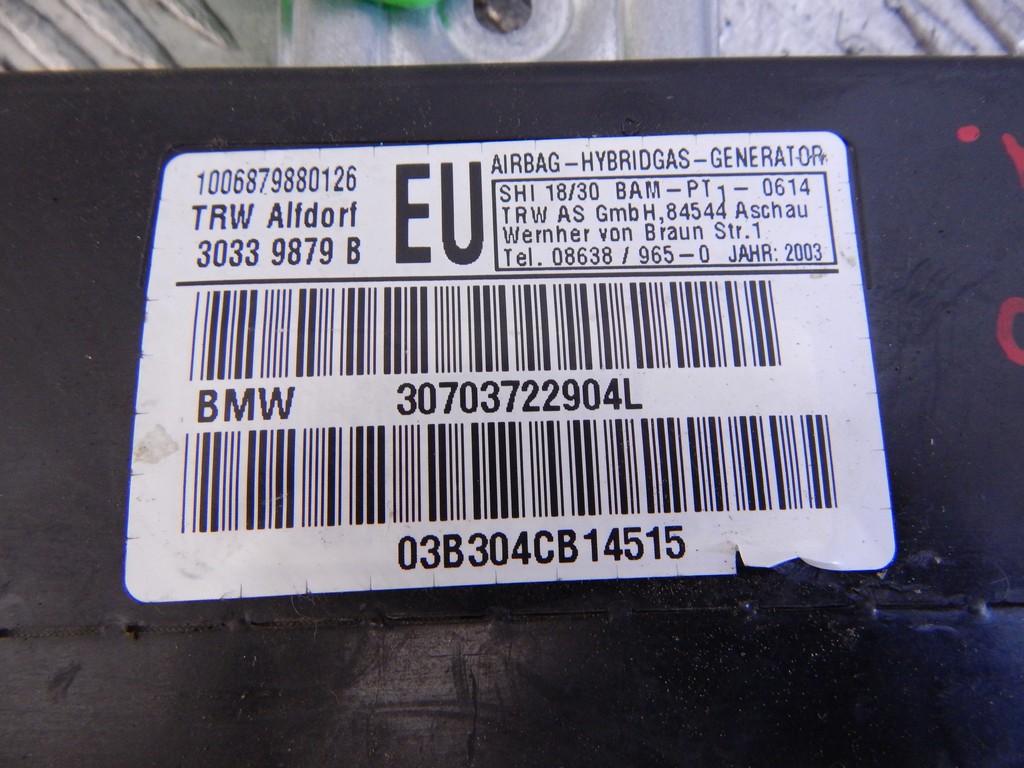 1006879880126
TRW Alfdorf
3033 9879 B
EU
AIRBAG-HYBRIDGAS-GENERATOR
SHI 18/30 BAM-PT1-0614
TRW AS GmbH,84544 Aschau
Wernher von Braun Str.1
Tel. 08638 / 965-0 JAHR: 2003
BMW 30703722904L
03B304CB14515